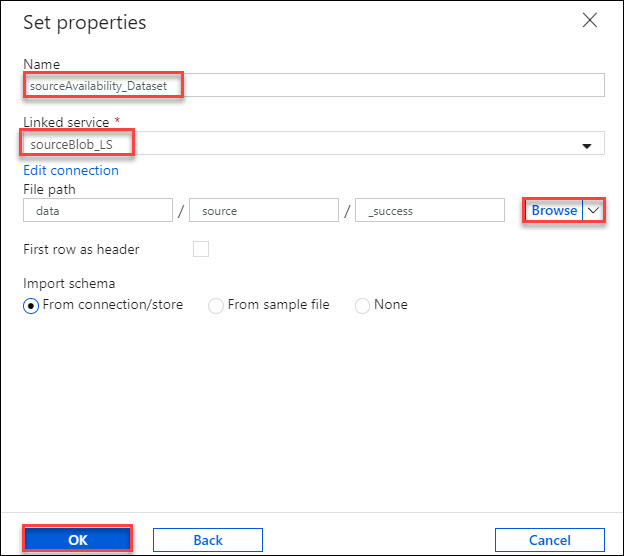 Set properties
Name
sourceAvailability_Dataset
Linked service *
sourceBlob_LS
Edit connection
File path
data / source / _success Browse
First row as header
Import schema
From connection/store From sample file None
OK Back Cancel